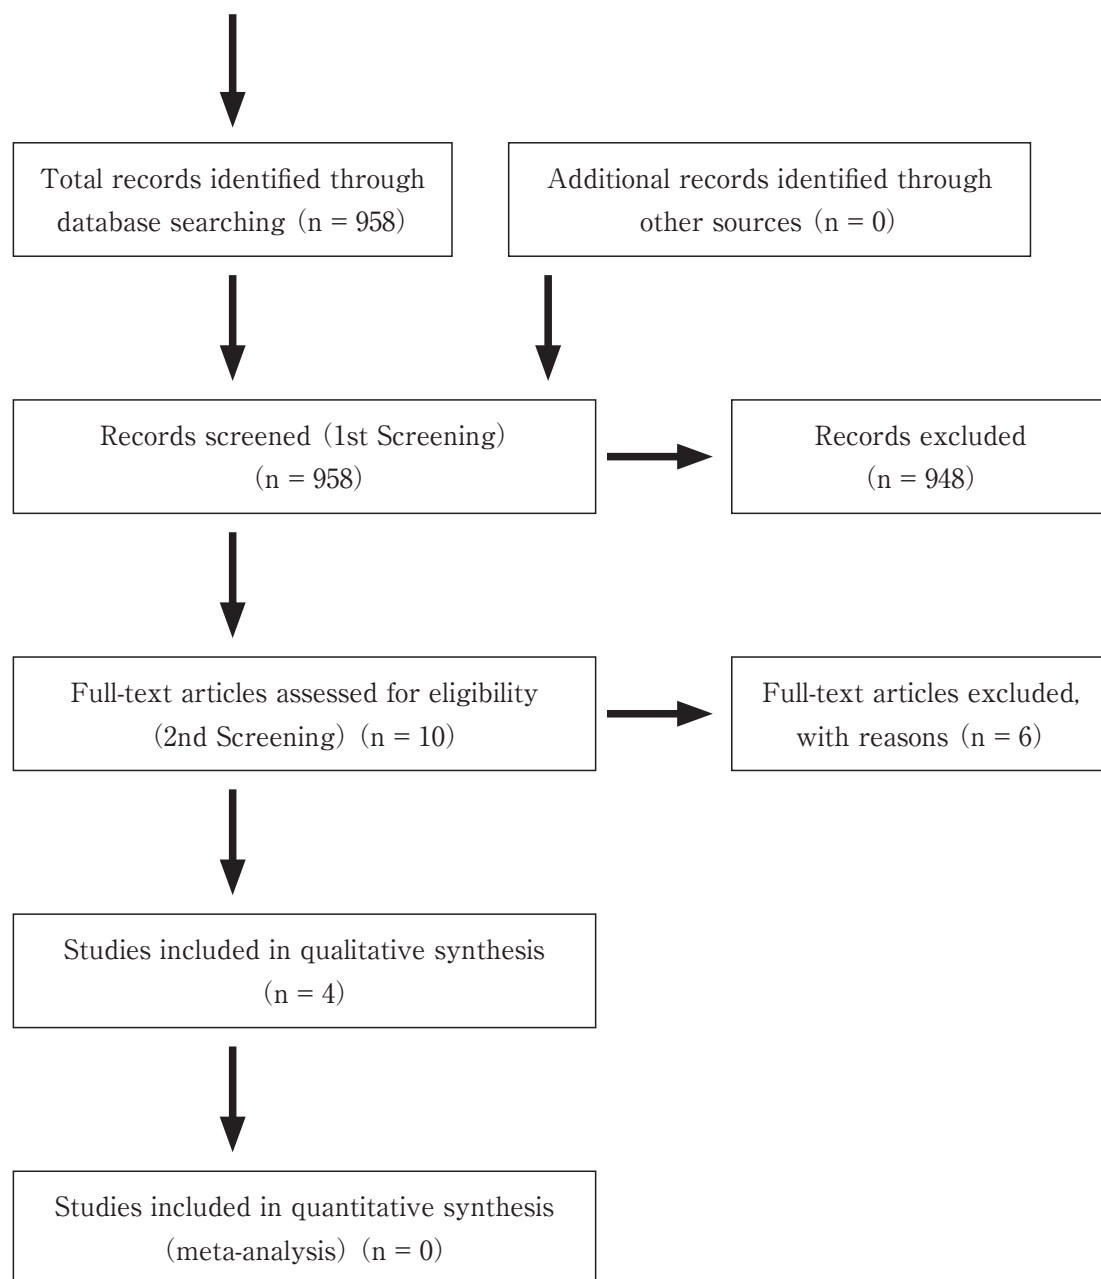 Total records identified through
database searching (n = 958)
Additional records identified through
other sources (n = 0)
Records screened (1st Screening)
(n = 958)
Records excluded
(n = 948)
Full-text articles assessed for eligibility
(2nd Screening) (n = 10)
Full-text articles excluded,
with reasons (n = 6)
Studies included in qualitative synthesis
(n = 4)
Studies included in quantitative synthesis
(meta-analysis) (n = 0)